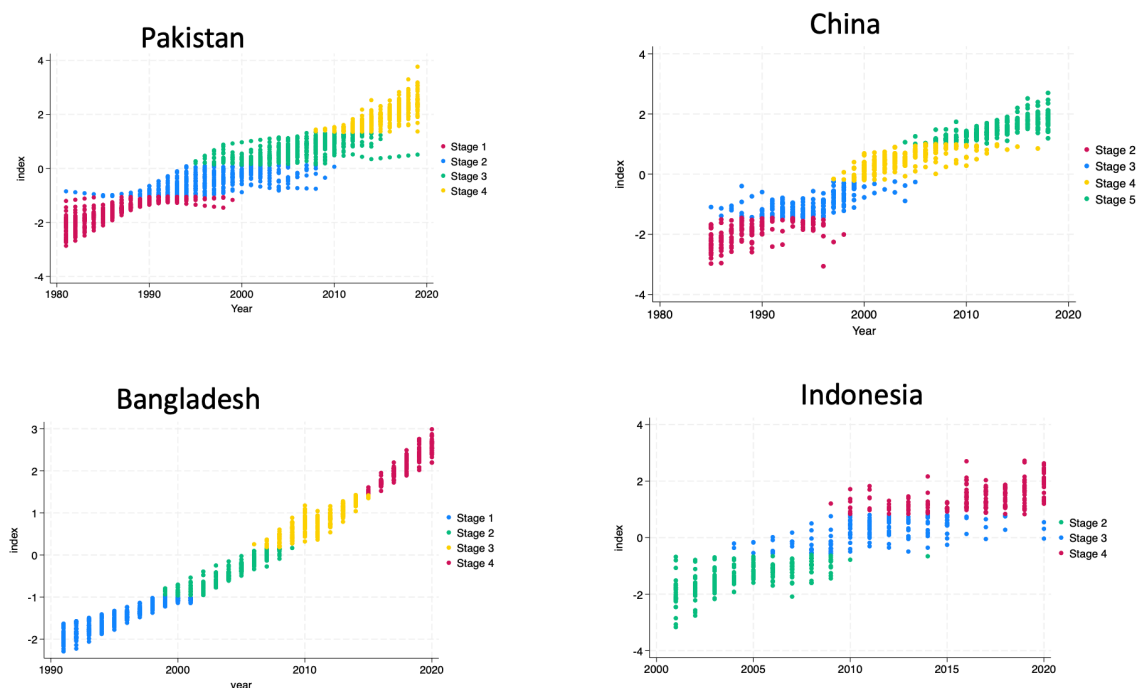 Pakistan
4
2
0
-2
-4
index
1980
1990
2000
2010
2020
Year
Stage 1
Stage 2
Stage 3
Stage 4
China
4
2
0
-2
-4
index
1980
1990
2000
2010
2020
Year
Stage 2
Stage 3
Stage 4
Stage 5
Bangladesh
3
2
1
0
-1
-2
index
1990
2000
2010
2020
year
Stage 1
Stage 2
Stage 3
Stage 4
Indonesia
4
2
0
-2
-4
index
2000
2005
2010
2015
2020
Stage 2
Stage 3
Stage 4